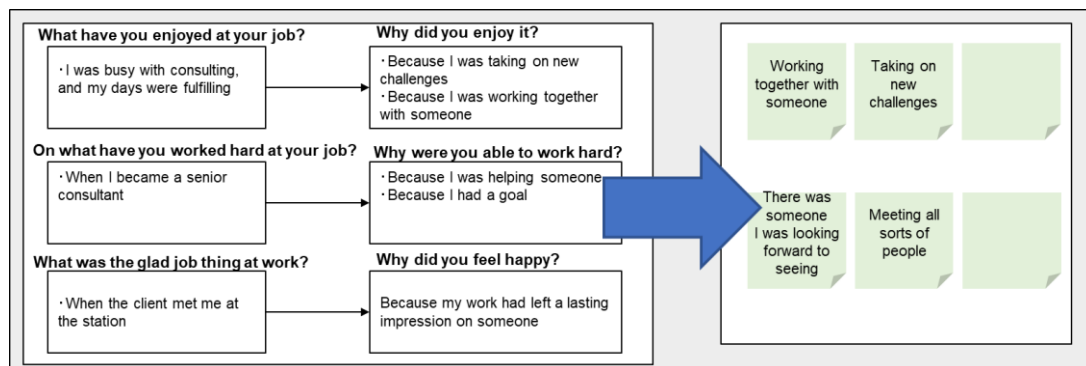 What have you enjoyed at your job?
・I was busy with consulting,
and my days were fulfilling
Why did you enjoy it?
・Because I was taking on new
challenges
・Because I was working together
with someone
On what have you worked hard at your job?
・When I became a senior
consultant
Why were you able to work hard?
・Because I was helping someone
・Because I had a goal
What was the glad job thing at work?
・When the client met me at
the station
Why did you feel happy?
Because my work had left a lasting
impression on someone
Working
together with
someone
Taking on
new
challenges
There was
someone
I was looking
forward to
seeing
Meeting all
sorts of
people